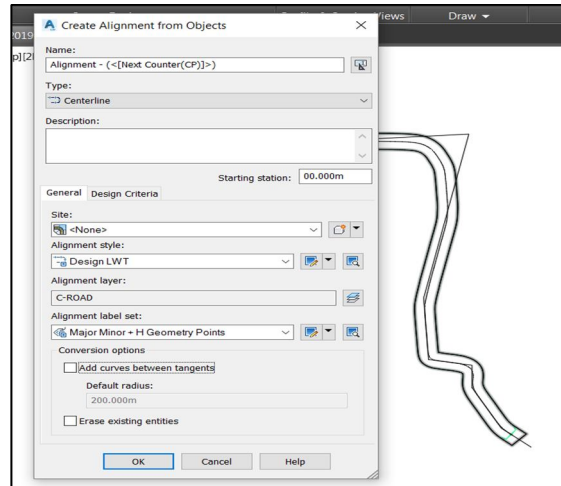 Views
Draw
2019
p][2
Create Alignment from Objects
Name:
Alignment - (<[Next Counter(CP)]>)
Type:
Centerline
Description:
Starting station: 00.000m
General Design Criteria
Site:
<None>
Alignment style:
Design LWT
Alignment layer:
C-ROAD
Alignment label set:
Major Minor + H Geometry Points
Conversion options
Add curves between tangents
Default radius:
200.000m
Erase existing entities
OK Cancel Help